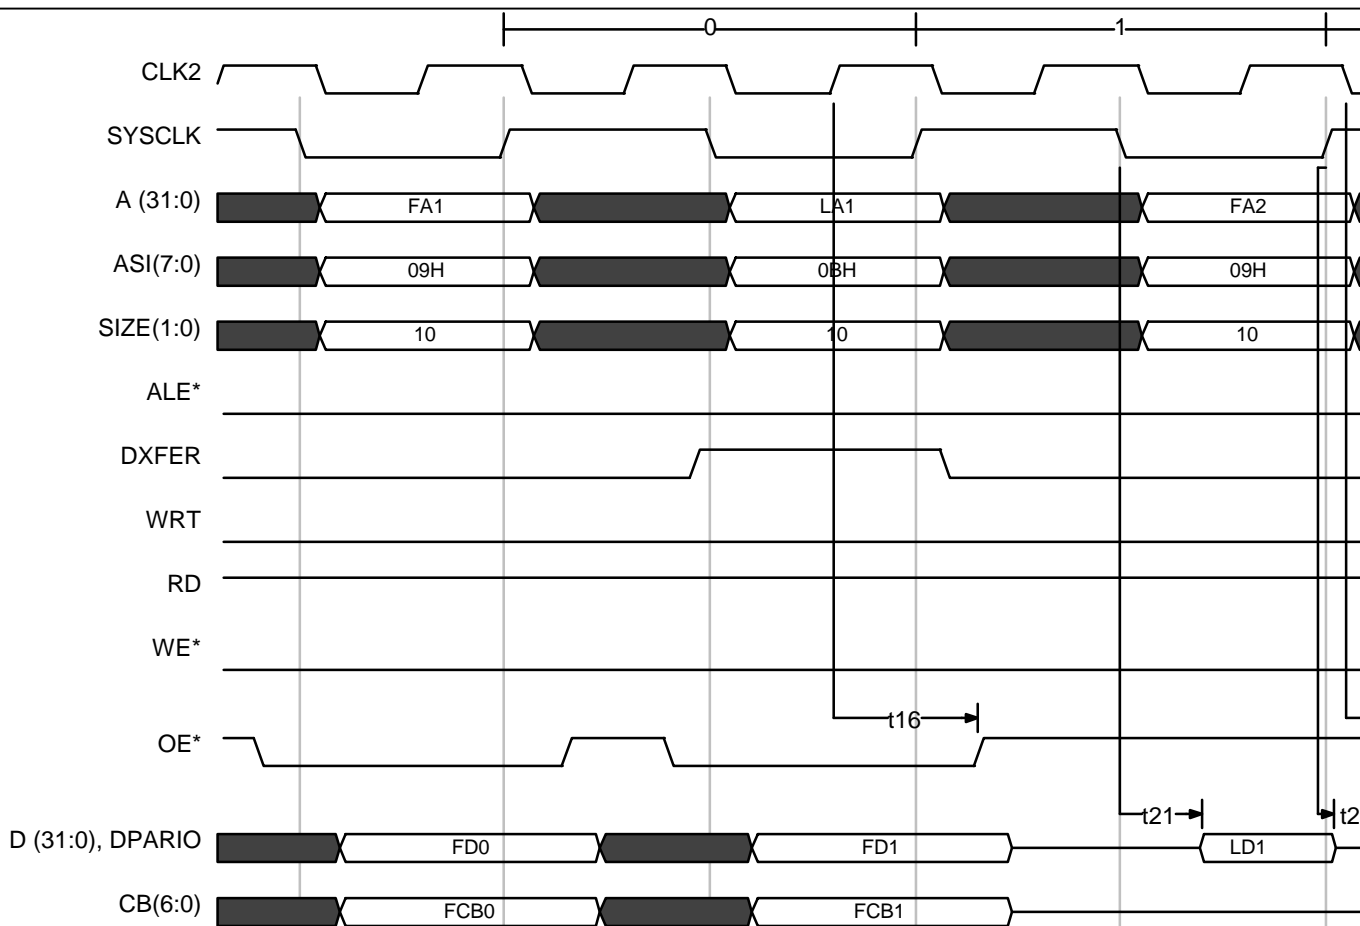 0 1
CLK2
SYSCLK
A (31:0) FA1 LA1 FA2
ASI(7:0) 09H 0BH 09H
SIZE(1:0) 10 10 10
ALE*
DXFER
WRT
RD
WE*
t16
OE*
t21 t2
D (31:0), DPARIO FD0 FD1 LD1
CB(6:0) FCB0 FCB1